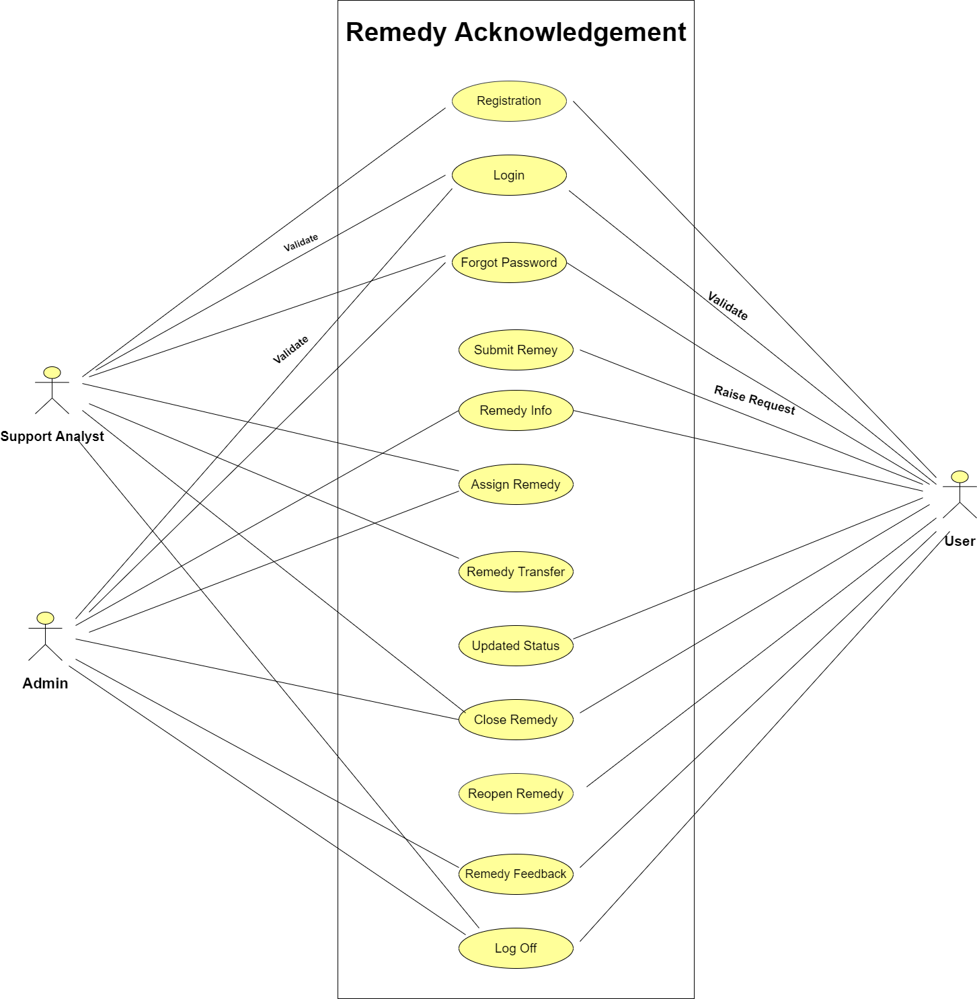 Remedy Acknowledgement
Registration
Login
Validate
Forgot Password
Validate
Validate
Submit Remey
Raise Request
Remedy Info
Support Analyst
Assign Remedy
User
Remedy Transfer
Updated Status
Admin
Close Remedy
Reopen Remedy
Remedy Feedback
Log Off